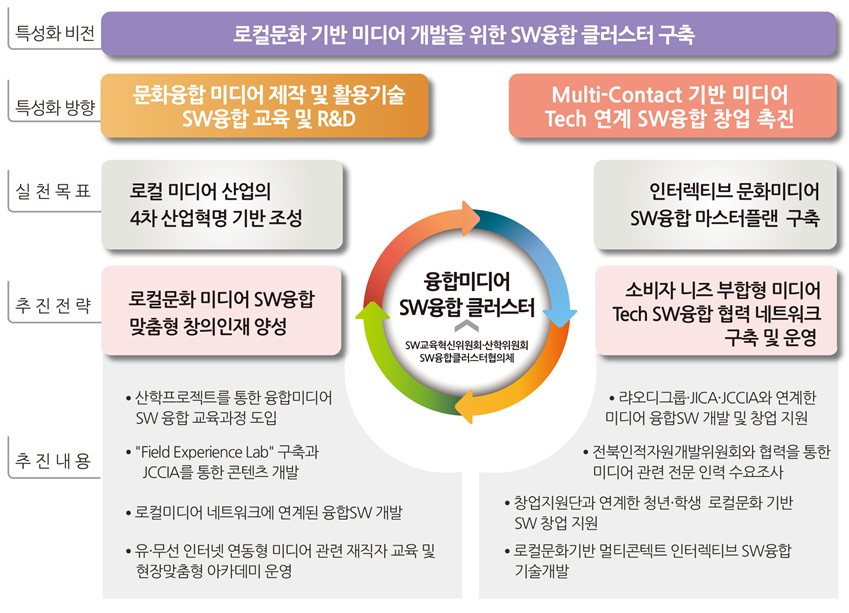 특성화 비전
로컬문화 기반 미디어 개발을 위한 SW융합 클러스터 구축
특성화 방향
문화융합 미디어 제작 및 활용기술
SW융합 교육 및 R&D
Multi-Contact 기반 미디어
Tech 연계 SW융합 창업 촉진
실천목표
로컬 미디어 산업의
4차 산업혁명 기반 조성
인터렉티브 문화미디어
SW융합 마스터플랜 구축
추진전략
로컬문화 미디어 SW융합
맞춤형 창의인재 양성
융합미디어
SW융합 클러스터
SW교육혁신위원회·산학위원회
SW융합클러스터협의체
소비자 니즈 부합형 미디어
Tech SW융합 협력 네트워크
구축 및 운영
추진내용
• 산학프로젝트를 통한 융합미디어
SW 융합 교육과정 도입
• "Field Experience Lab" 구축과
JCCIA를 통한 콘텐츠 개발
• 로컬미디어 네트워크에 연계된 융합SW 개발
• 유·무선 인터넷 연동형 미디어 관련 재직자 교육 및
현장맞춤형 아카데미 운영
• 랴오디그룹·JICA·JCCIA와 연계한
미디어 융합SW 개발 및 창업 지원
• 전북인적자원개발위원회와 협력을 통한
미디어 관련 전문 인력 수요조사
• 창업지원단과 연계한 청년·학생 로컬문화 기반
SW 창업 지원
• 로컬문화기반 멀티콘텍트 인터렉티브 SW융합
기술개발